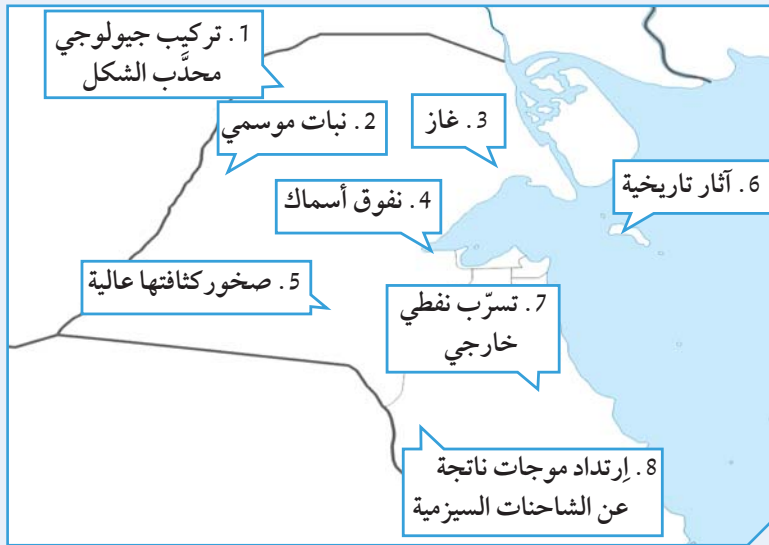 1. تركيب جيولوجي
محدَّب الشكل
2. نبات موسمي
3. غاز
4. نفوق أسماك
5. صخور كثافتها عالية
6. آثار تاريخية
7. تسرّب نفطي
خارجي
8. اِرتداد موجات ناتجة
عن الشاحنات السيزمية